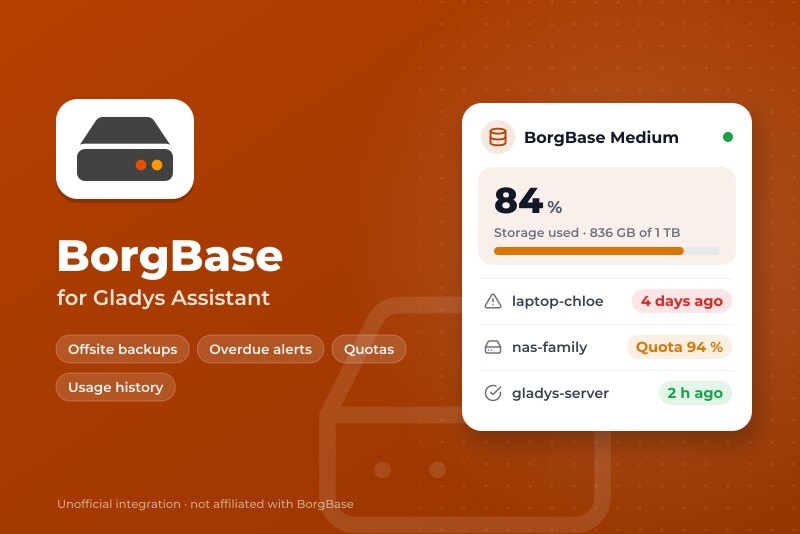 BorgBase
for Gladys Assistant
Offsite backups
Overdue alerts
Quotas
Usage history
Unofficial integration · not affiliated with BorgBase
BorgBase Medium
84 %
Storage used · 836 GB of 1 TB
laptop-chloe
4 days ago
nas-family
Quota 94 %
gladys-server
2 h ago